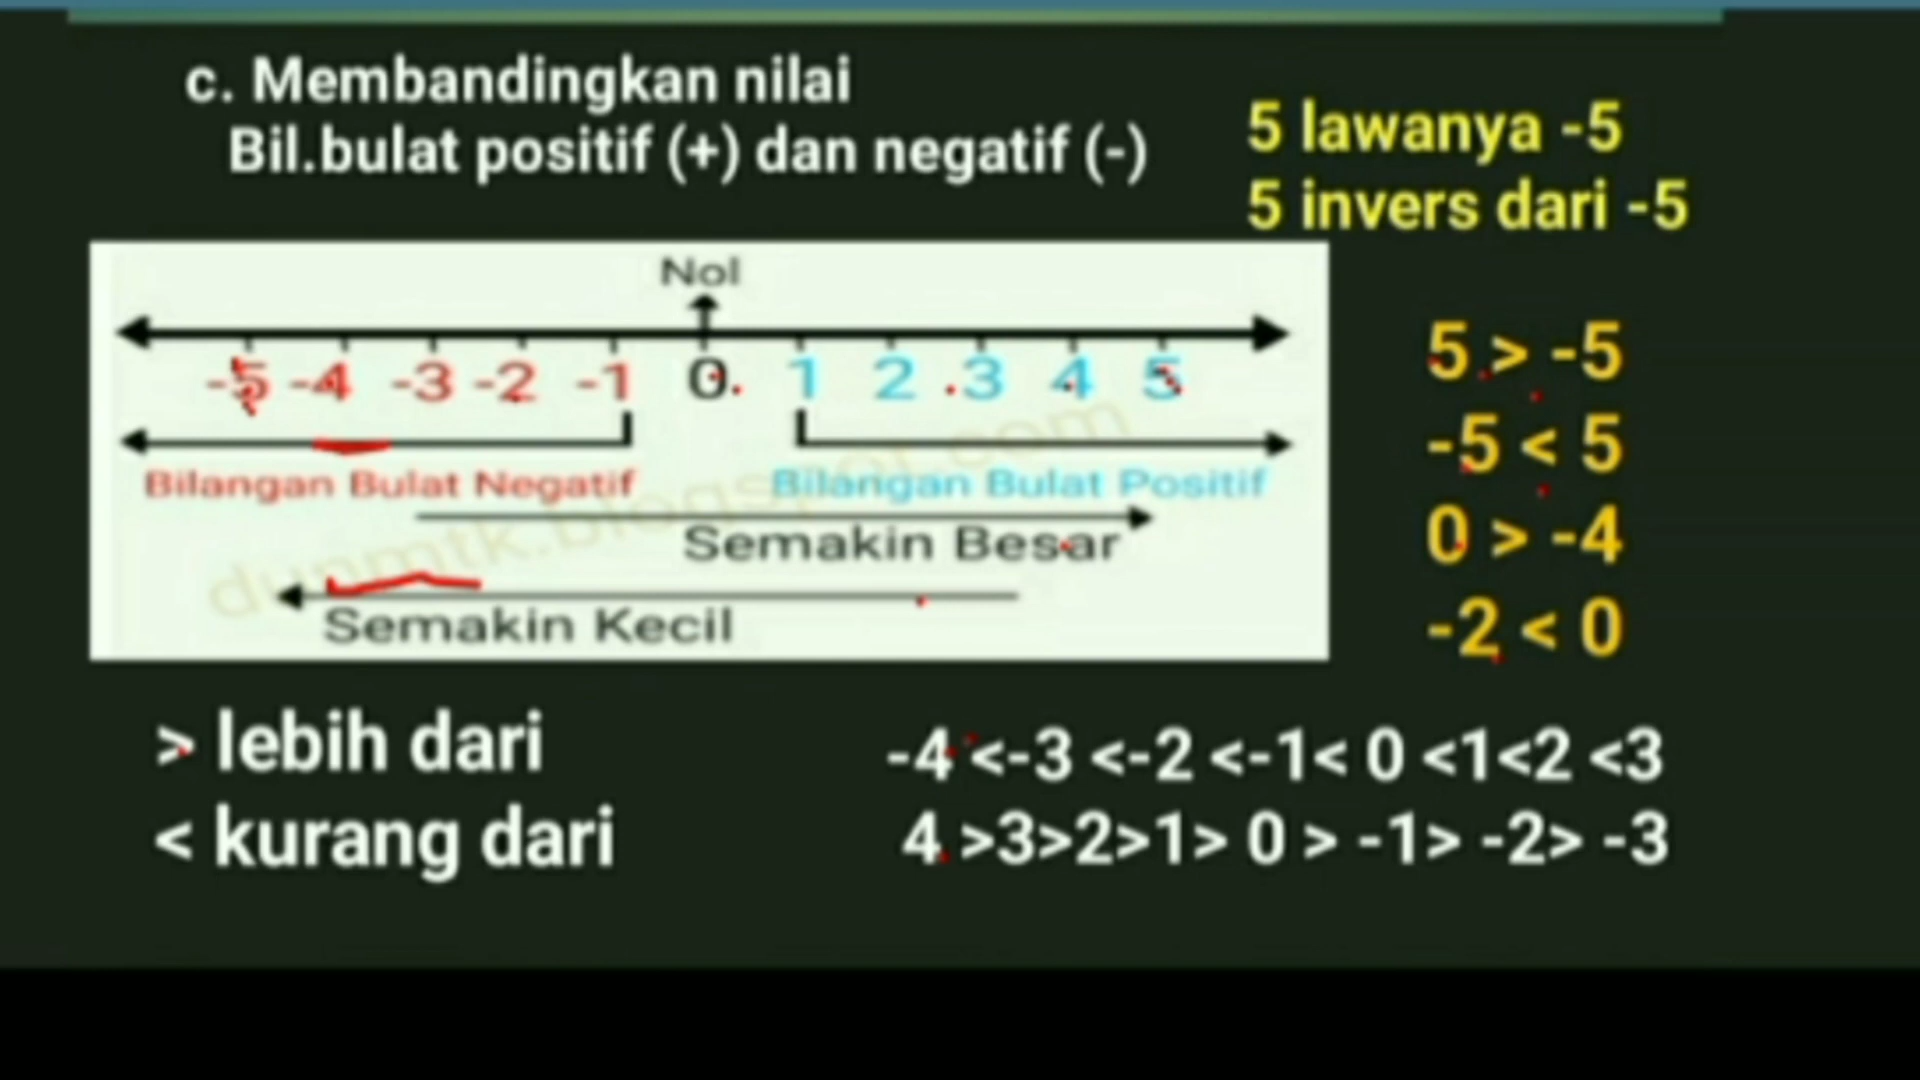 c. Membandingkan nilai
Bil.bulat positif (+) dan negatif (-)
5 lawanya -5
5 invers dari -5
Nol
-5 -4 -3 -2 -1 0 1 2 3 4 5
Bilangan Bulat Negatif
Bilangan Bulat Positif
Semakin Besar
Semakin Kecil
dunmtk.blogspot.com
5 > -5
-5 < 5
0 > -4
-2 < 0
> lebih dari
< kurang dari
-4 <-3 <-2 <-1< 0 <1<2 <3
4 >3>2>1> 0 > -1> -2> -3